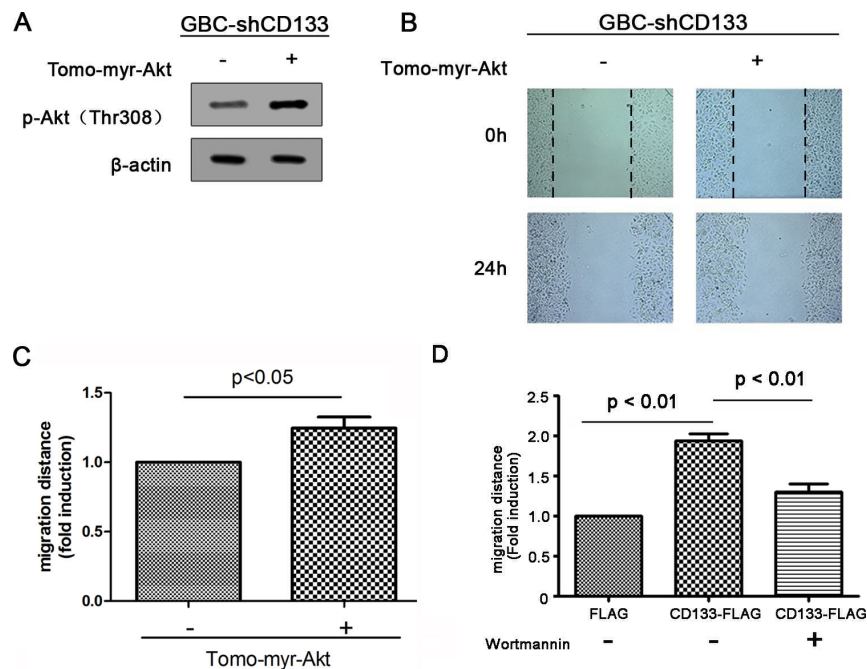 A
GBC-shCD133
Tomo-myr-Akt - +
p-Akt（Thr308）
β-actin
B
GBC-shCD133
Tomo-myr-Akt - +
0h
24h
C
p<0.05
migration distance
(fold induction)
1.5
1.0
0.5
0.0
- +
Tomo-myr-Akt
D
p < 0.01
p < 0.01
migration distance
(Fold induction)
2.5
2.0
1.5
1.0
0.5
0
FLAG CD133-FLAG CD133-FLAG
Wortmannin - - +